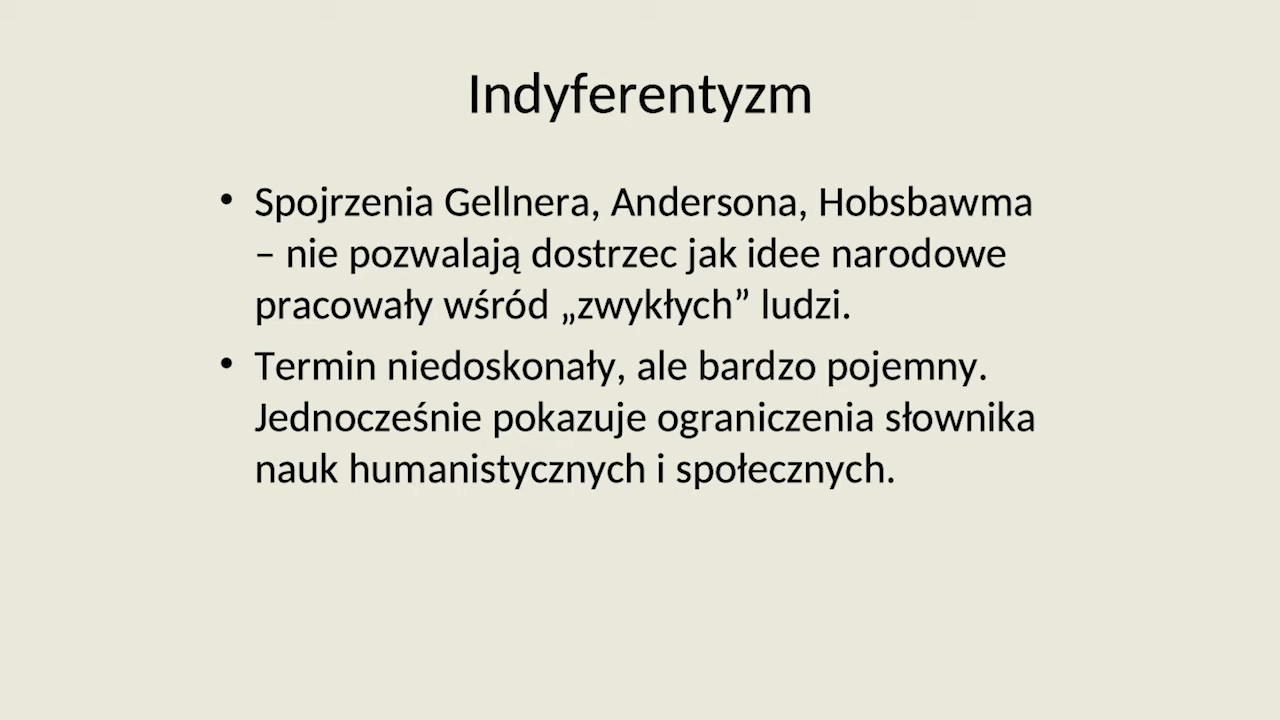 Indyferentyzm
• Spojrzenia Gellnera, Andersona, Hobsbawma
– nie pozwalają dostrzec jak idee narodowe
pracowały wśród „zwykłych” ludzi.
• Termin niedoskonały, ale bardzo pojemny.
Jednocześnie pokazuje ograniczenia słownika
nauk humanistycznych i społecznych.